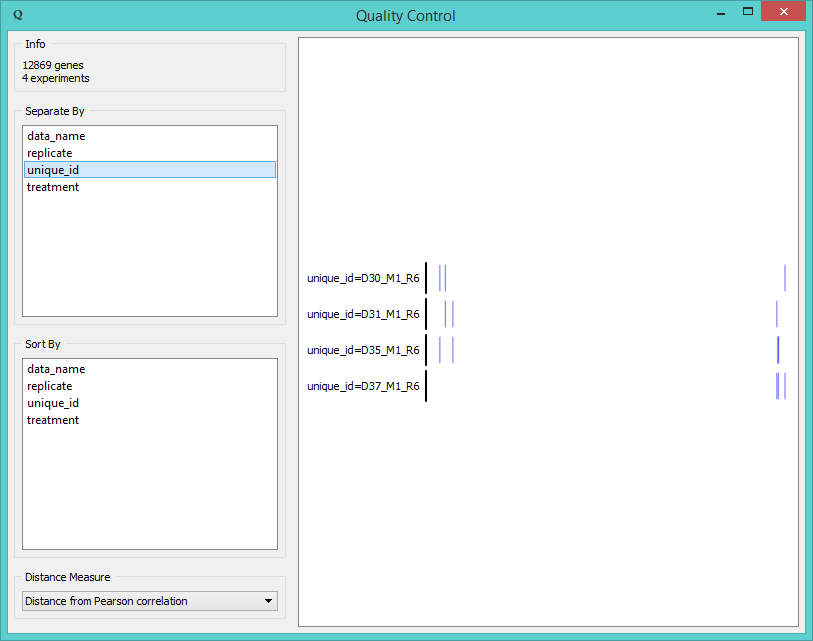 Q
Quality Control
Info
12869 genes
4 experiments
Separate By
data_name
replicate
unique_id
treatment
Sort By
data_name
replicate
unique_id
treatment
Distance Measure
Distance from Pearson correlation
unique_id=D30_M1_R6
unique_id=D31_M1_R6
unique_id=D35_M1_R6
unique_id=D37_M1_R6